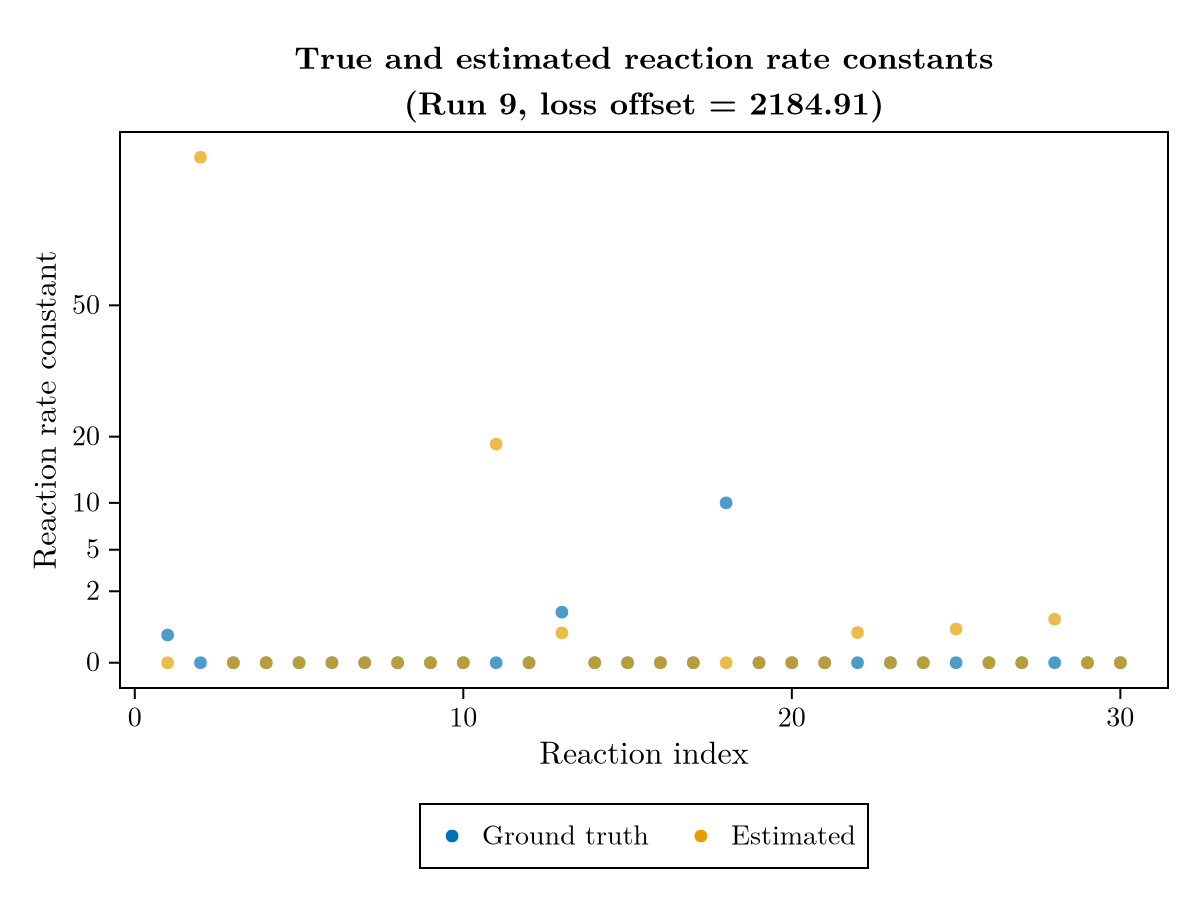 True and estimated reaction rate constants
(Run 9, loss offset = 2184.91)
Reaction rate constant
50
20
10
5
2
0
0 10 20 30
Reaction index
Ground truth Estimated